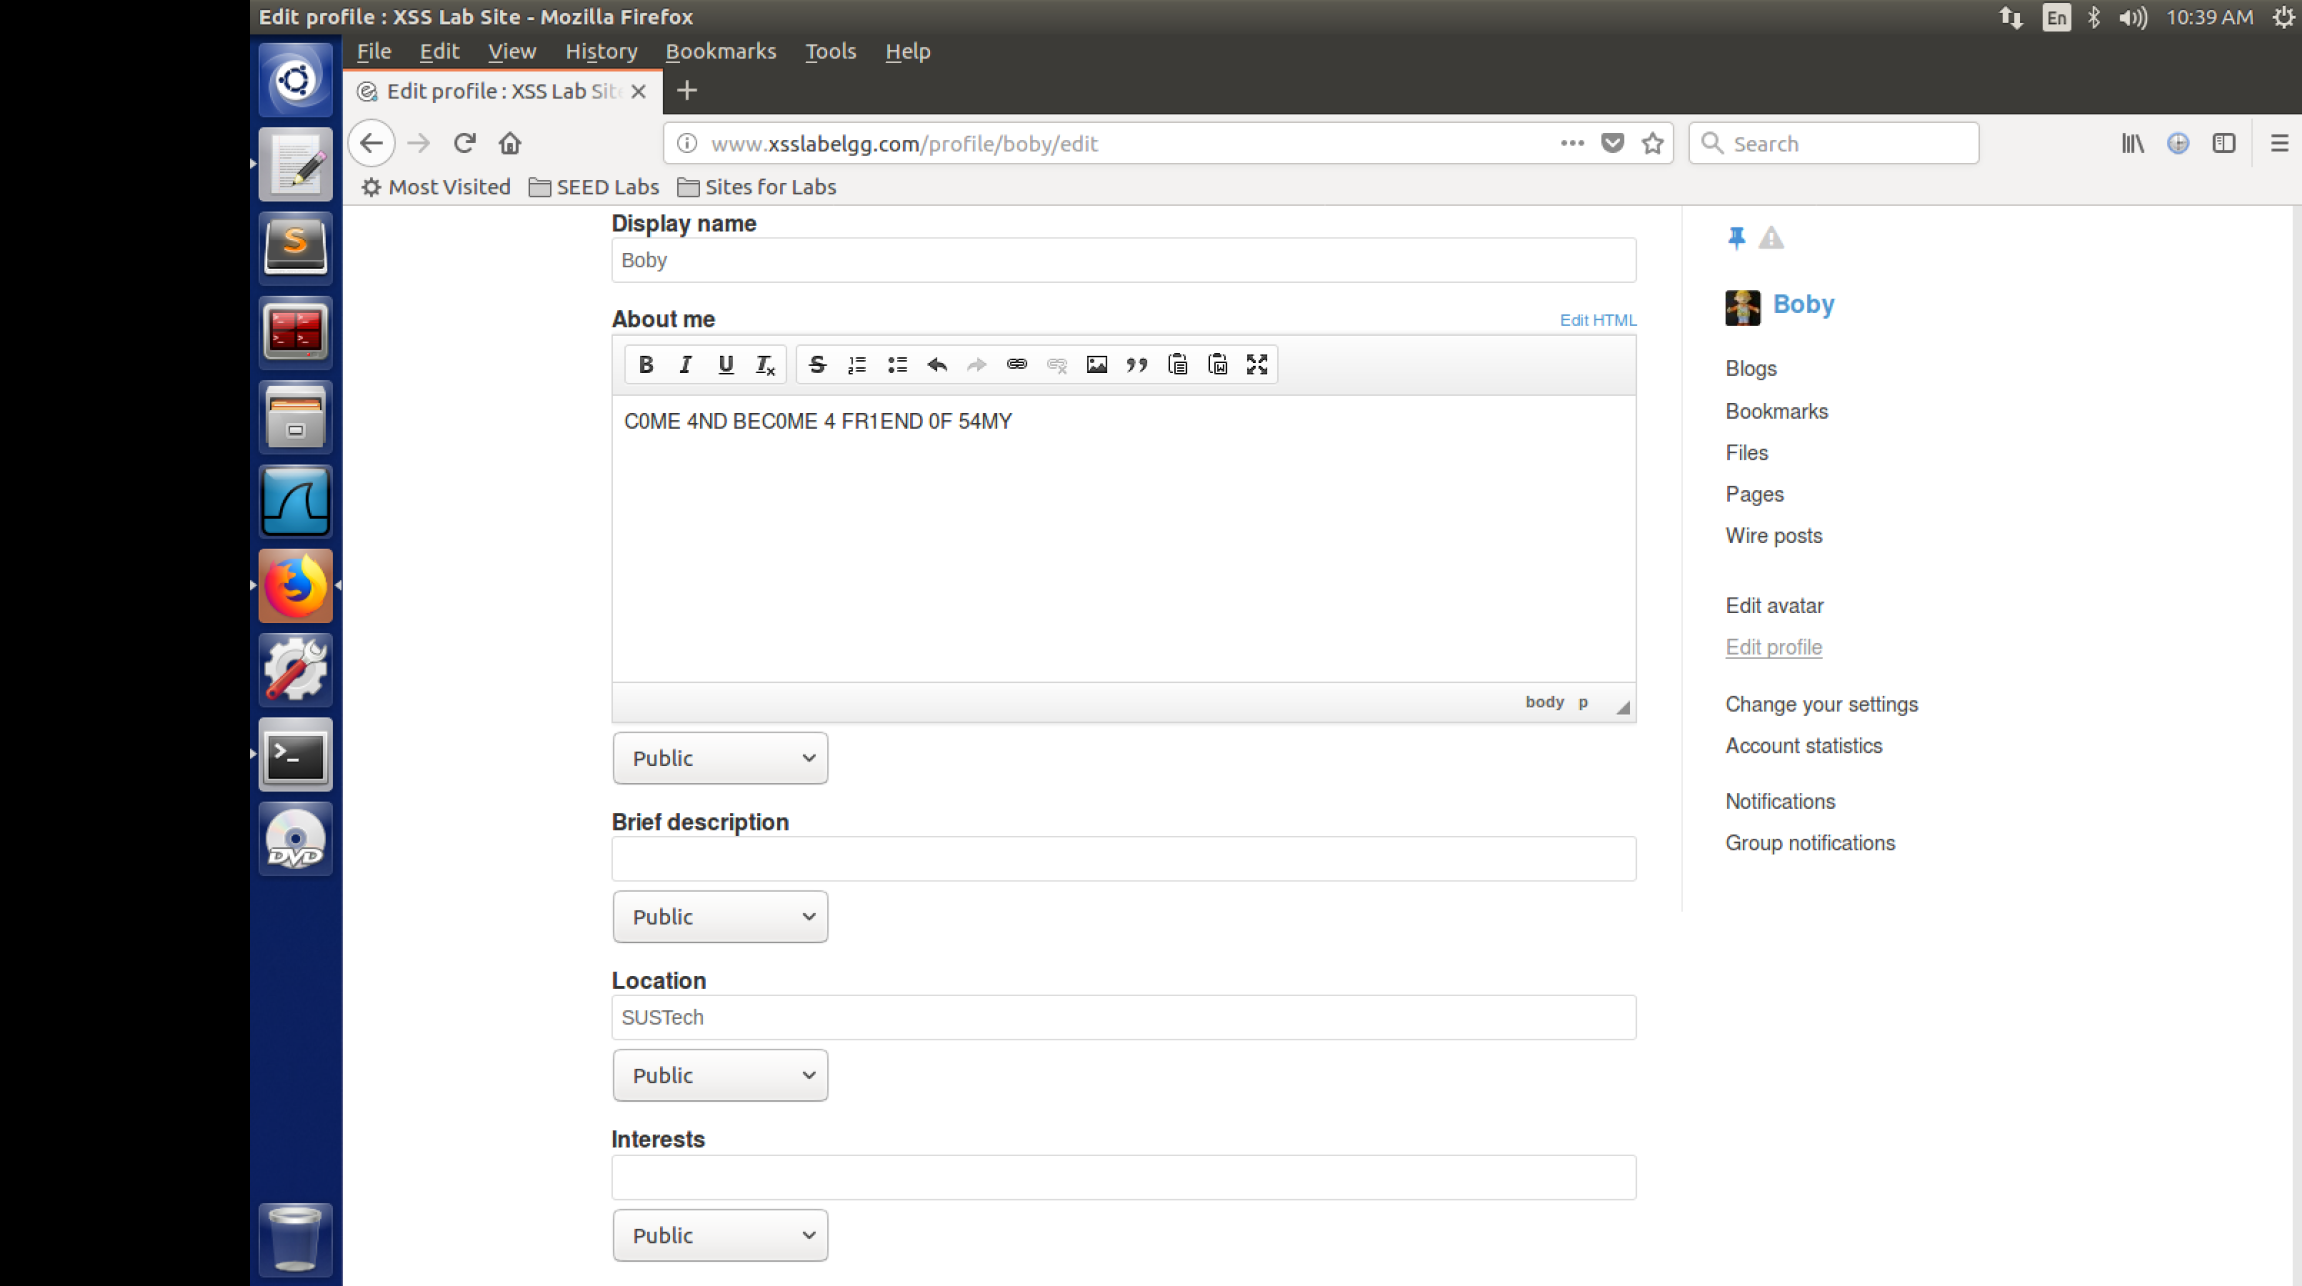 Edit profile : XSS Lab Site - Mozilla Firefox
En
10:39 AM
File Edit View History Bookmarks Tools Help
Edit profile : XSS Lab Site
www.xsslabelgg.com/profile/boby/edit
Search
Most Visited SEED Labs Sites for Labs
Display name
Boby
About me
Edit HTML
C0ME 4ND BEC0ME 4 FR1END 0F 54MY
body p
Public
Brief description
Public
Location
SUSTech
Public
Interests
Public
Boby
Blogs
Bookmarks
Files
Pages
Wire posts
Edit avatar
Edit profile
Change your settings
Account statistics
Notifications
Group notifications
DVD